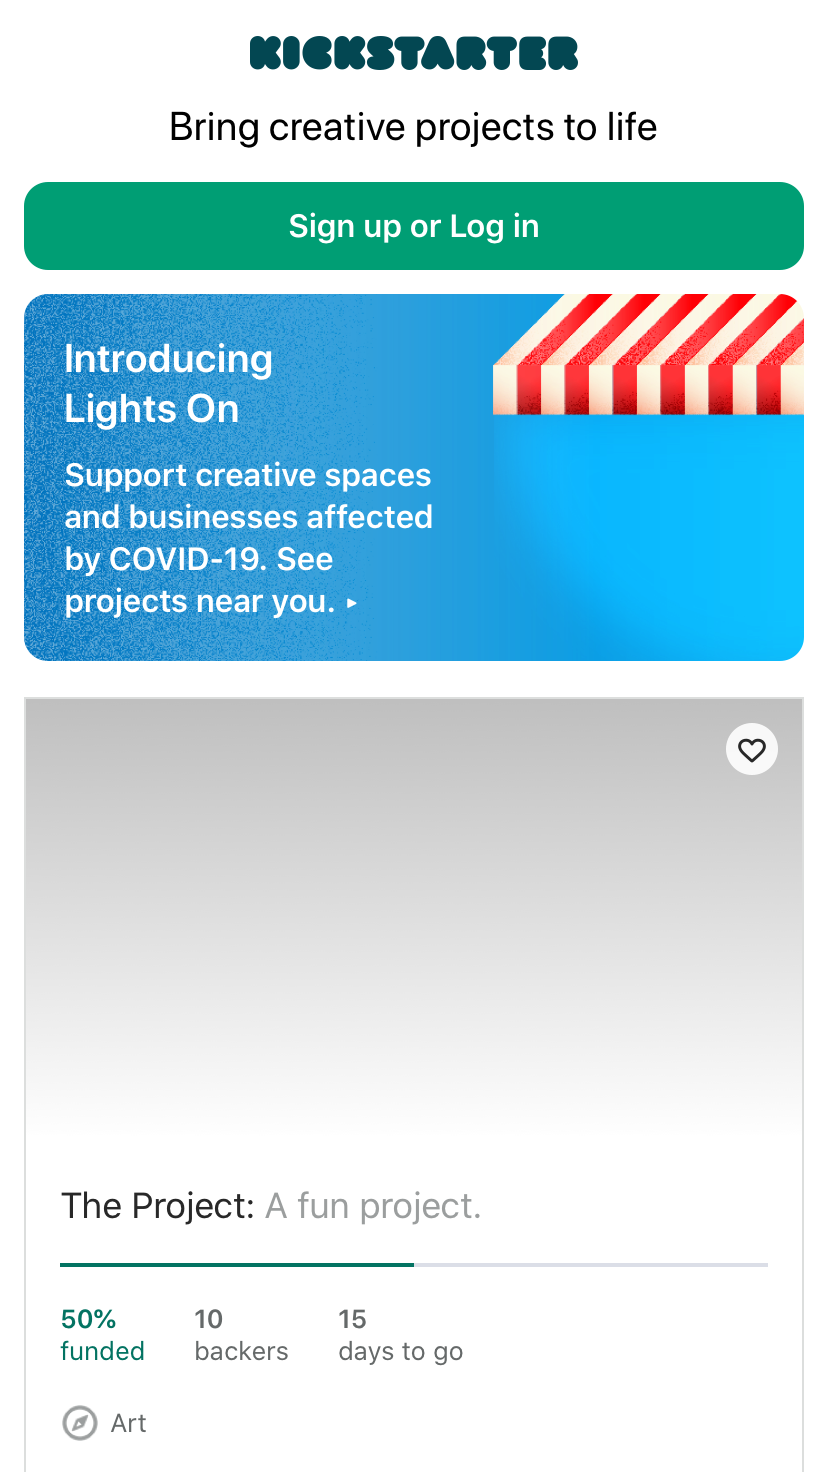 KICKSTARTER
Bring creative projects to life
Sign up or Log in
Introducing
Lights On
Support creative spaces
and businesses affected
by COVID-19. See
projects near you. ▸
The Project: A fun project.
50% 10 15
funded backers days to go
Art